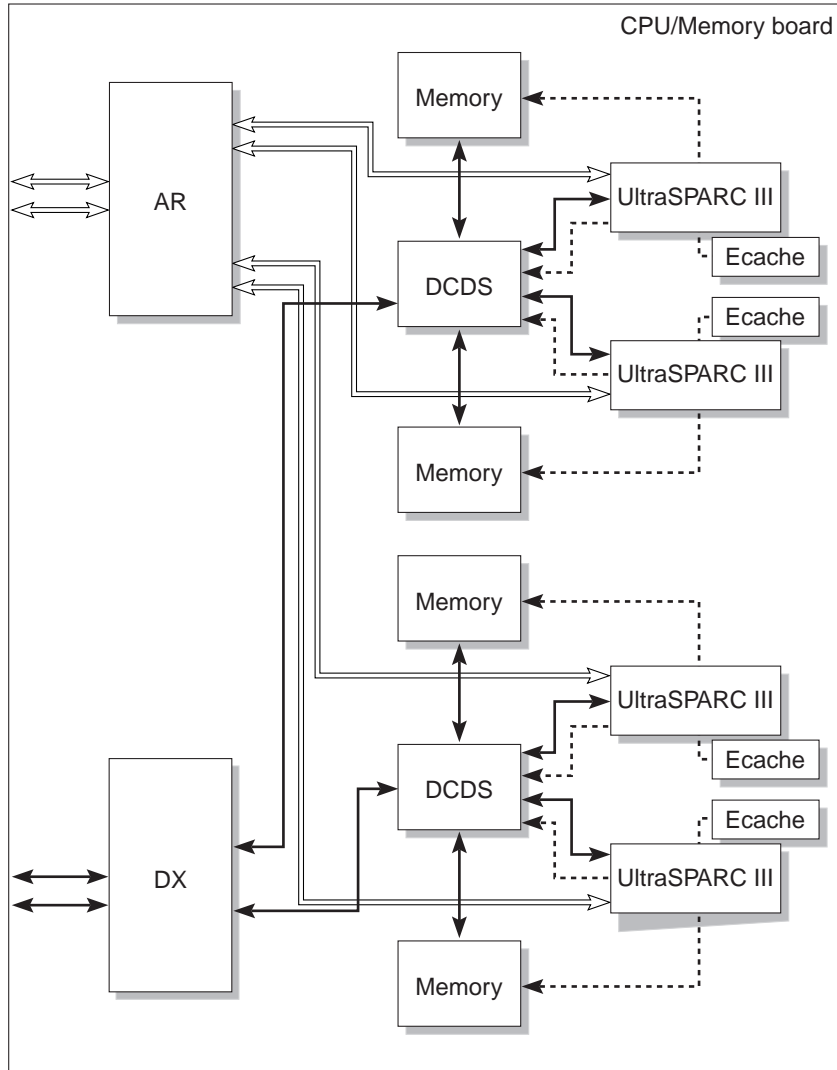 CPU/Memory board
Memory
AR
UltraSPARC III
Ecache
DCDS
Ecache
UltraSPARC III
Memory
Memory
UltraSPARC III
Ecache
DCDS
Ecache
DX
UltraSPARC III
Memory